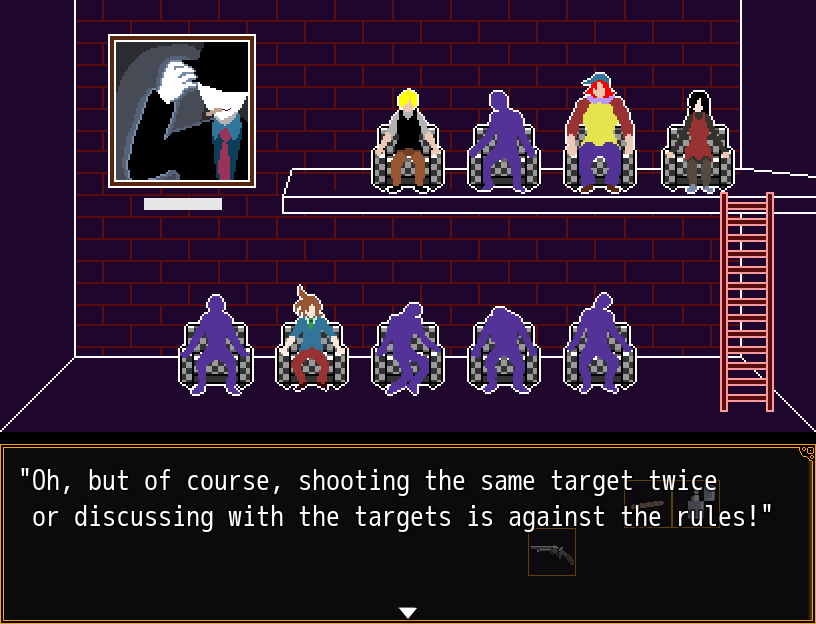 "Oh, but of course, shooting the same target twice
or discussing with the targets is against the rules!"